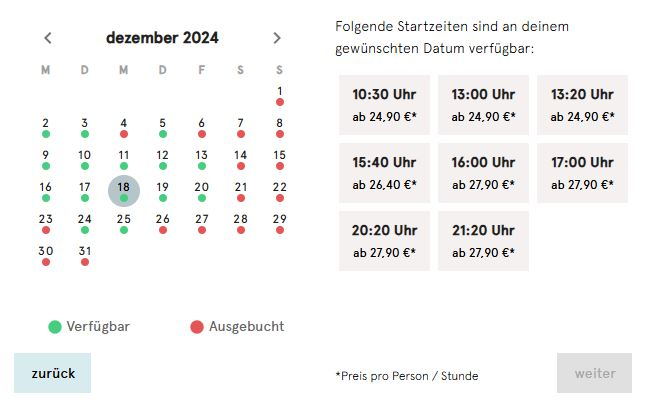 dezember 2024
M D M D F S S
1
2 3 4 5 6 7 8
9 10 11 12 13 14 15
16 17 18 19 20 21 22
23 24 25 26 27 28 29
30 31
Verfügbar Ausgebucht
zurück
Folgende Startzeiten sind an deinem
gewünschten Datum verfügbar:
10:30 Uhr 13:00 Uhr 13:20 Uhr
ab 24,90 €* ab 24,90 €* ab 24,90 €*
15:40 Uhr 16:00 Uhr 17:00 Uhr
ab 26,40 €* ab 27,90 €* ab 27,90 €*
20:20 Uhr 21:20 Uhr
ab 27,90 €* ab 27,90 €*
*Preis pro Person / Stunde
weiter